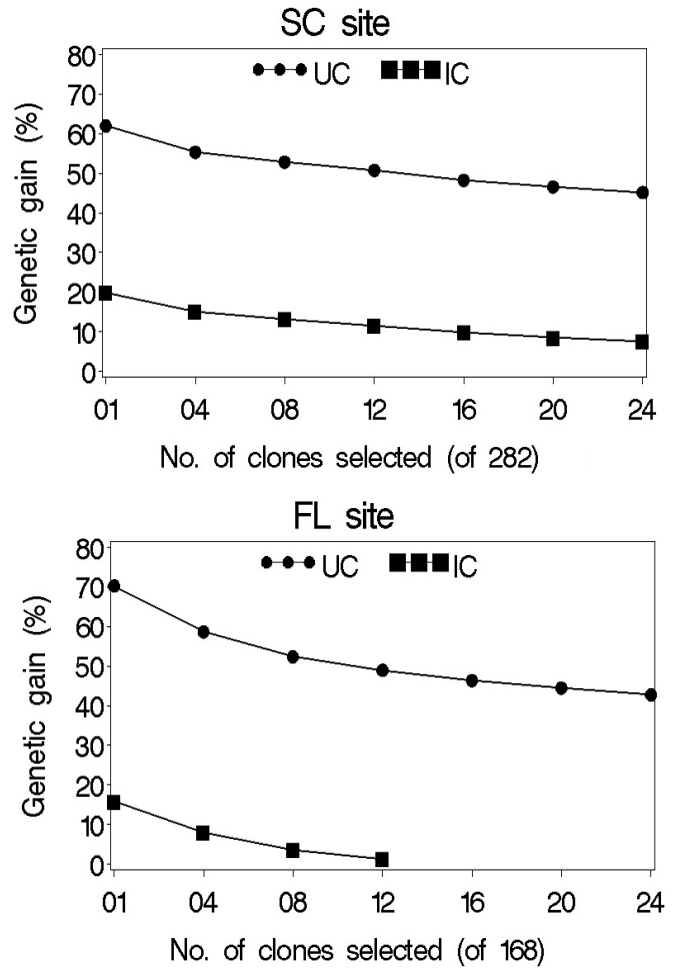 SC site
UC IC
Genetic gain (%)
80
70
60
50
40
30
20
10
0
01 04 08 12 16 20 24
No. of clones selected (of 282)
FL site
UC IC
Genetic gain (%)
80
70
60
50
40
30
20
10
0
01 04 08 12 16 20 24
No. of clones selected (of 168)